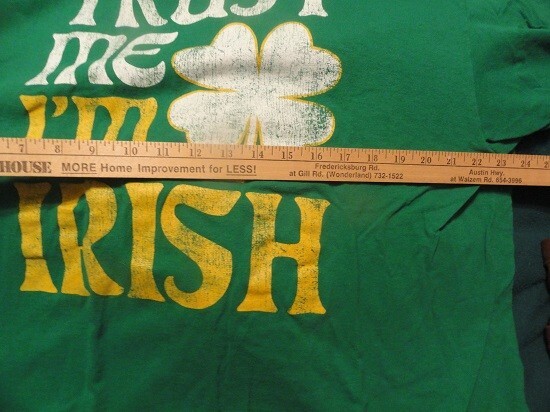 TRUST
ME
I'M
7 8 9 10 11 12 13 14 15 16 17 18 19 20 21 22 23 24
HOUSE MORE Home Improvement for LESS! Fredericksburg Rd. at Gill Rd. (Wonderland) 732-1522 Austin Hwy. at Walzem Rd. 654-3996
IRISH